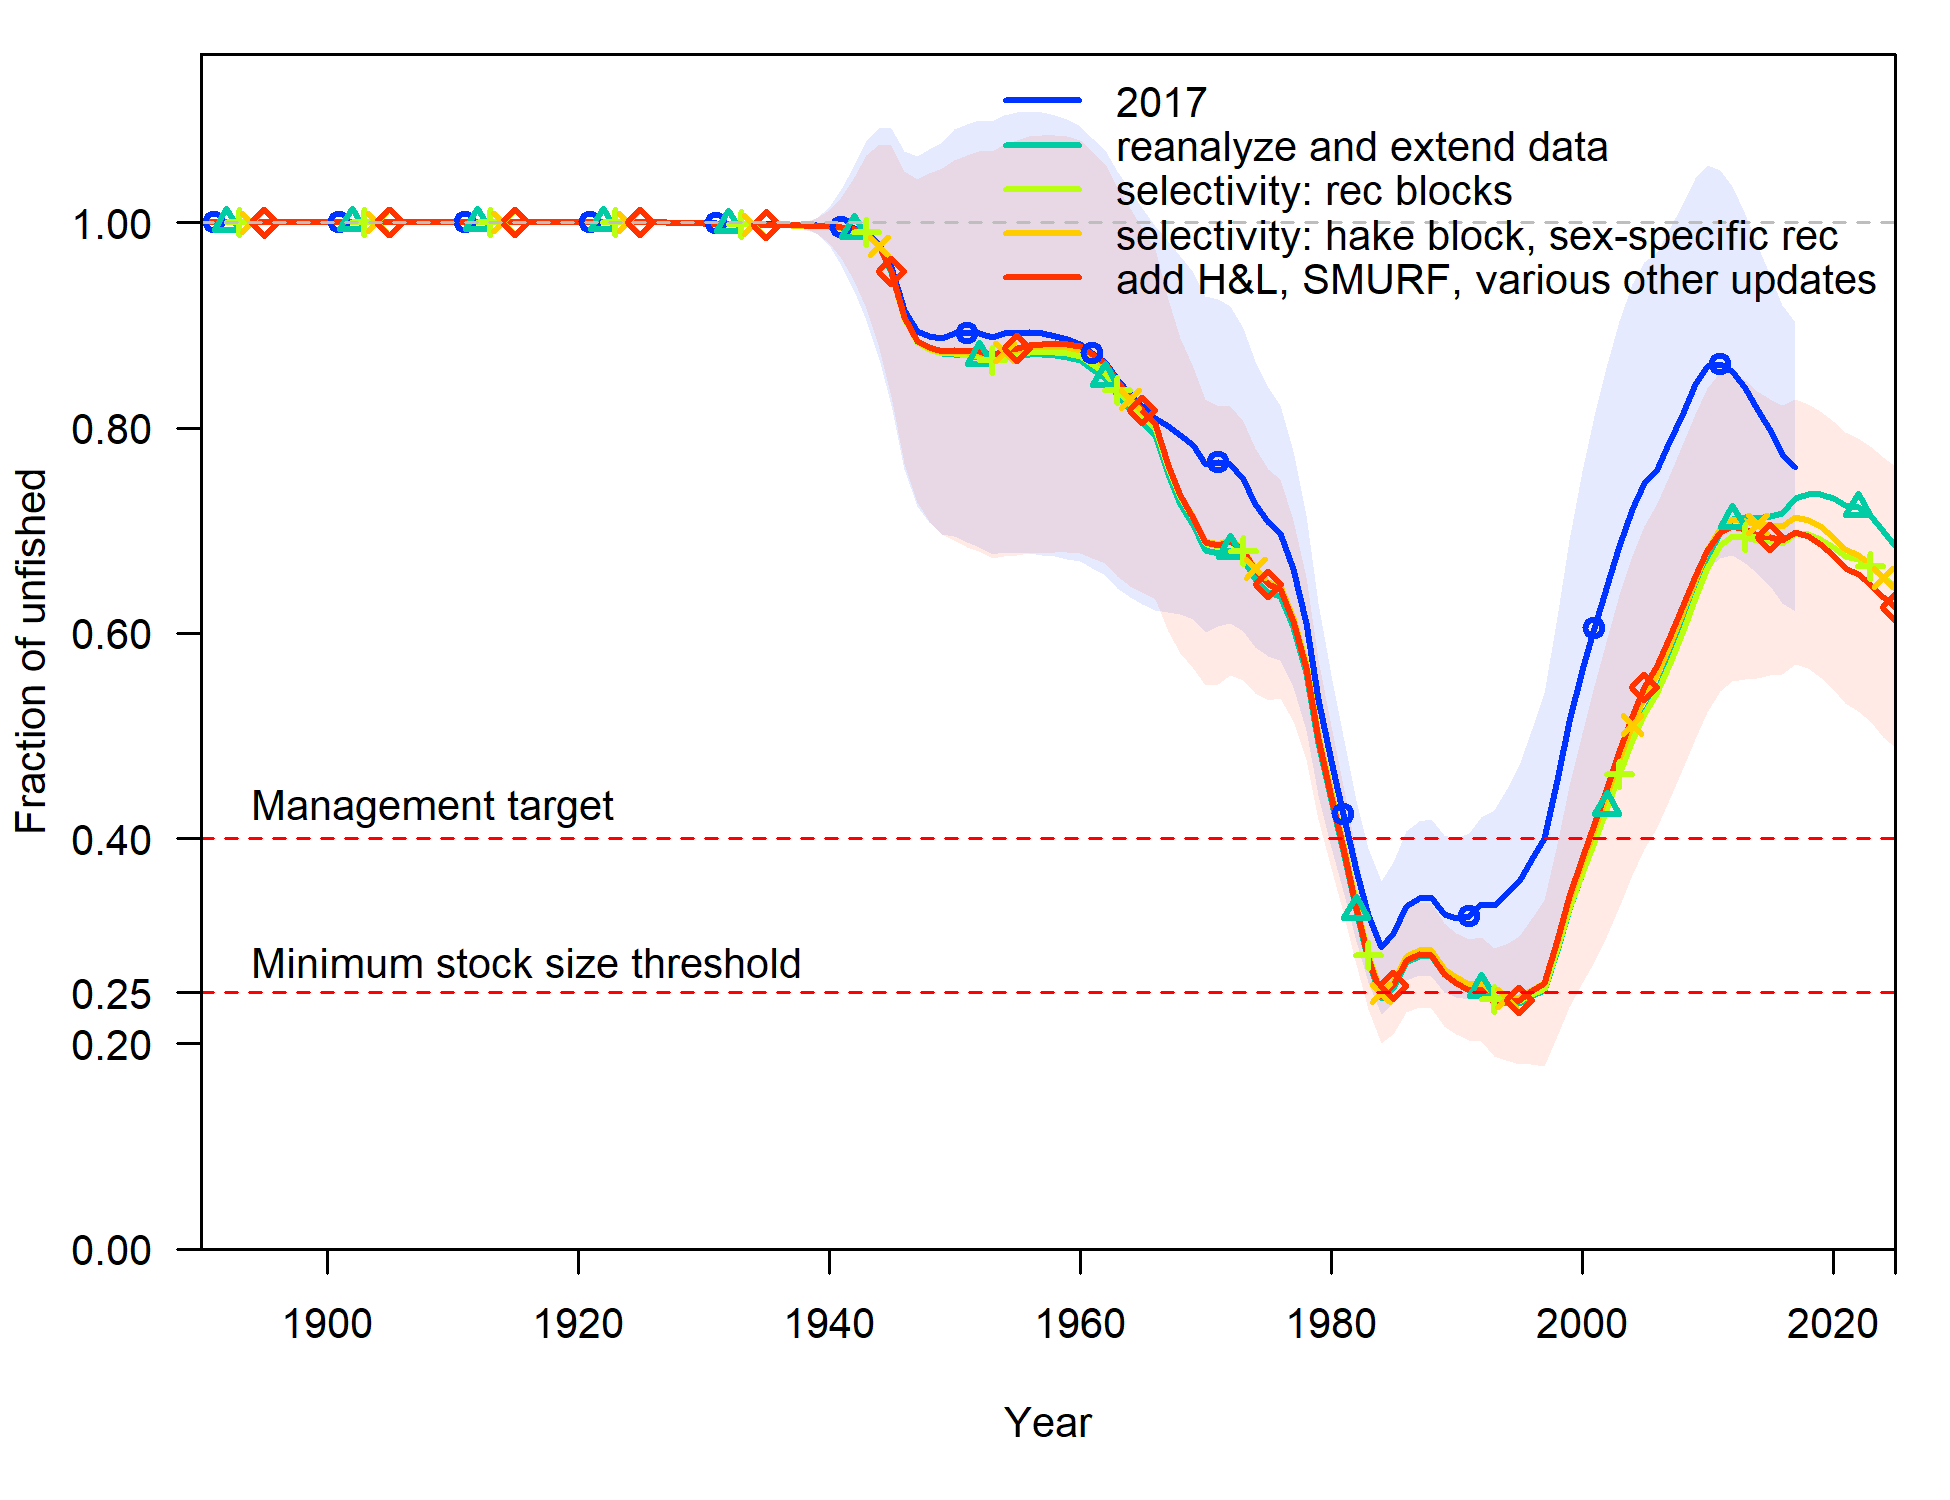 2017
reanalyze and extend data
selectivity: rec blocks
selectivity: hake block, sex-specific rec
add H&L, SMURF, various other updates
Fraction of unfished
1.00
0.80
0.60
0.40
0.25
0.20
0.00
Management target
Minimum stock size threshold
1900 1920 1940 1960 1980 2000 2020
Year